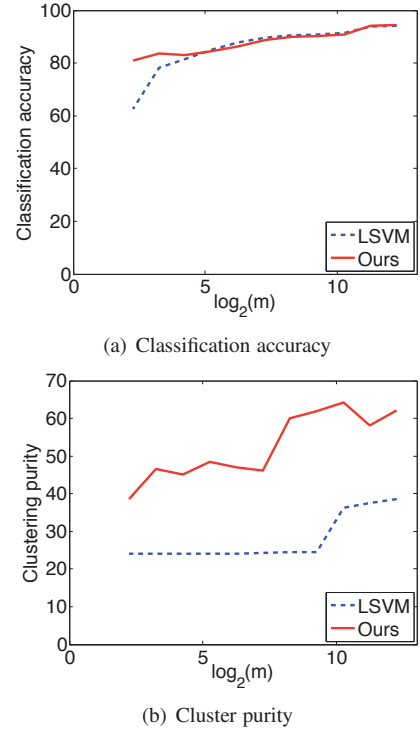 100
80
60
40
20
0
Classification accuracy
LSVM
Ours
0 5 10
log2(m)
(a) Classification accuracy
70
60
50
40
30
20
10
0
Clustering purity
LSVM
Ours
0 5 10
log2(m)
(b) Cluster purity